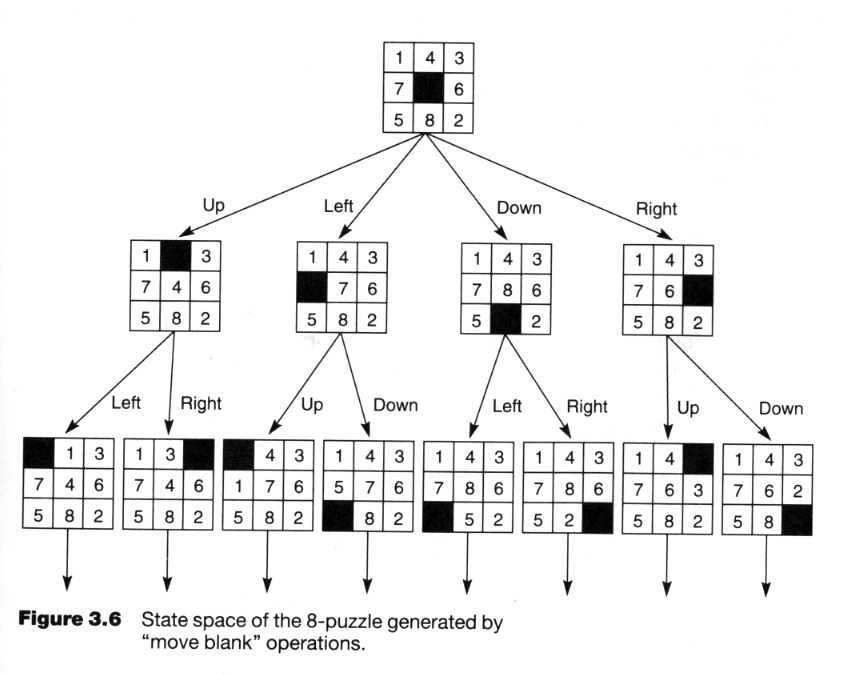 1 4 3
7 6
5 8 2
Up Left Down Right
1 3
7 4 6
5 8 2
1 4 3
7 6
5 8 2
1 4 3
7 8 6
5 2
1 4 3
7 6
5 8 2
Left Right Up Down Left Right Up Down
1 3
7 4 6
5 8 2
1 3
7 4 6
5 8 2
4 3
1 7 6
5 8 2
1 4 3
5 7 6
8 2
1 4 3
7 8 6
5 2
1 4 3
7 8 6
5 2
1 4
7 6 3
5 8 2
1 4 3
7 6 2
5 8
Figure 3.6 State space of the 8-puzzle generated by
“move blank” operations.